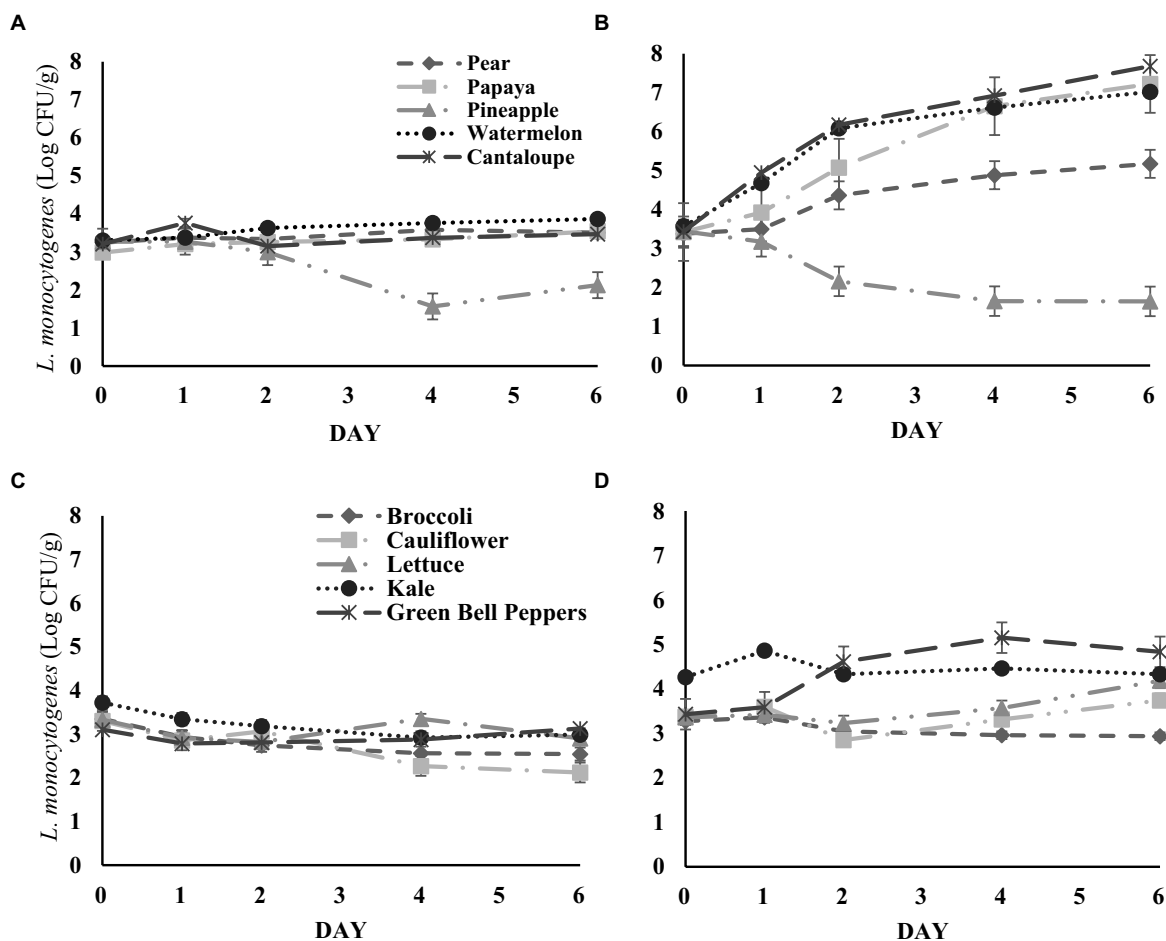 A
B
L. monocytogenes (Log CFU/g)
8
7
6
5
4
3
2
1
0
Pear
Papaya
Pineapple
Watermelon
Cantaloupe
0 1 2 3 4 5 6
DAY
8
7
6
5
4
3
2
1
0
0 1 2 3 4 5 6
DAY
C
D
L. monocytogenes (Log CFU/g)
8
7
6
5
4
3
2
1
0
Broccoli
Cauliflower
Lettuce
Kale
Green Bell Peppers
0 1 2 3 4 5 6
DAY
8
7
6
5
4
3
2
1
0
0 1 2 3 4 5 6
DAY